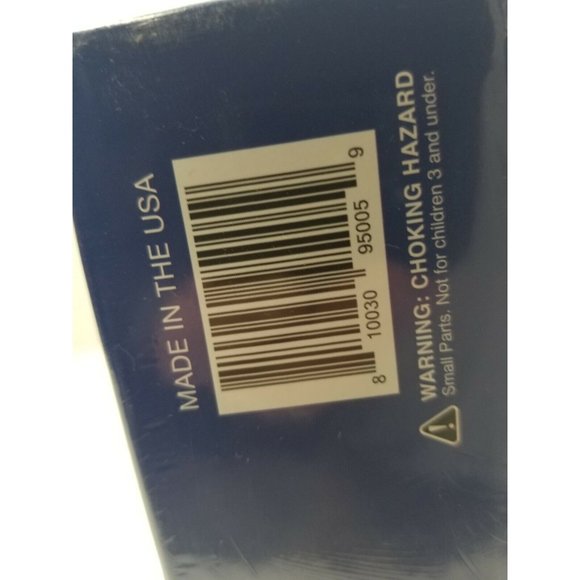 MADE IN THE USA
8 10030 95005 9
WARNING: CHOKING HAZARD
Small Parts. Not for children 3 and under.